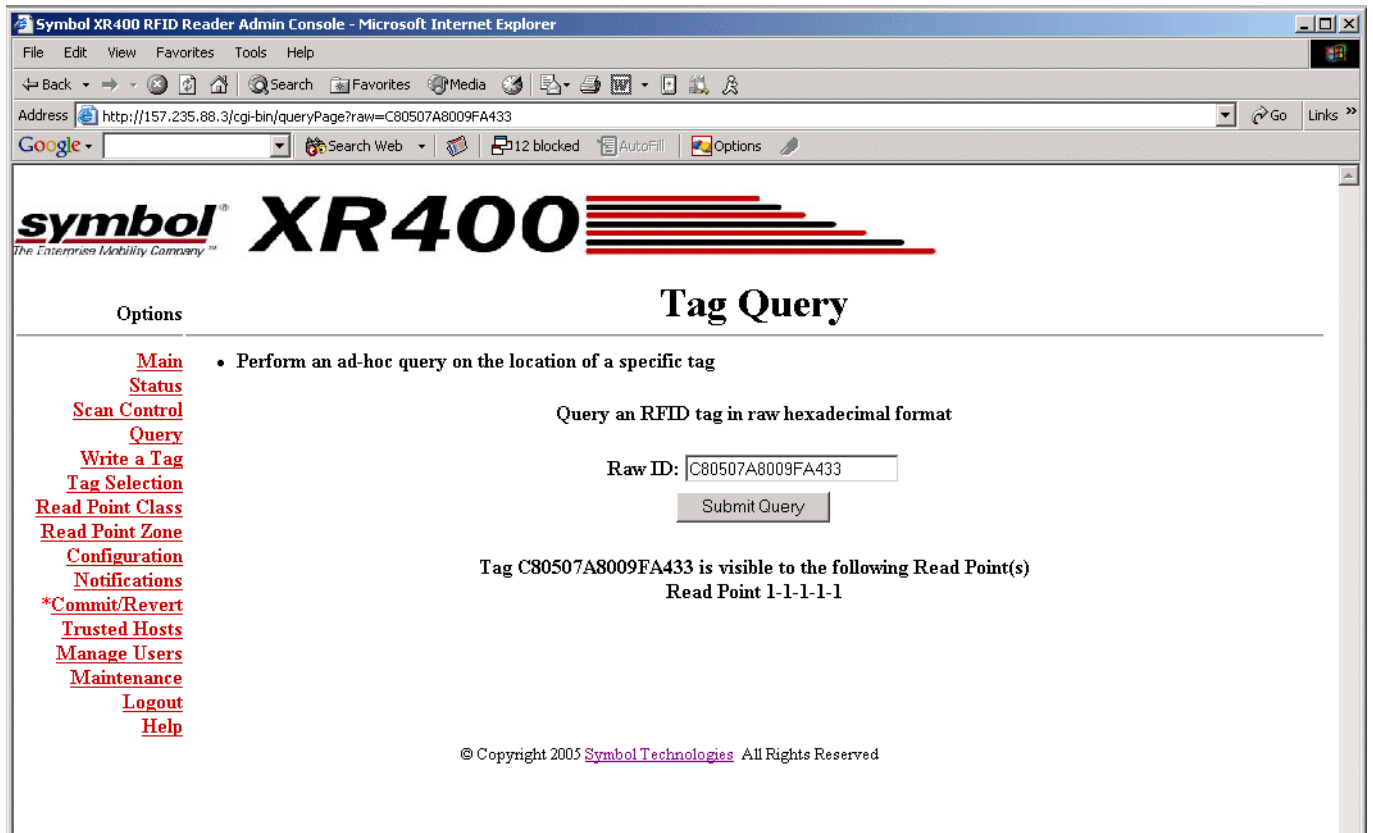 Symbol XR400 RFID Reader Admin Console - Microsoft Internet Explorer
File Edit View Favorites Tools Help
Back Search Favorites Media
Address http://157.235.88.3/cgi-bin/queryPage?raw=C80507A8009FA433 Go Links »
Google Search Web 12 blocked AutoFill Options
symbol® XR400
The Enterprise Mobility Company ™
Options
Tag Query
Main
Status
Scan Control
Query
Write a Tag
Tag Selection
Read Point Class
Read Point Zone
Configuration
Notifications
*Commit/Revert
Trusted Hosts
Manage Users
Maintenance
Logout
Help
• Perform an ad-hoc query on the location of a specific tag
Query an RFID tag in raw hexadecimal format
Raw ID: C80507A8009FA433
Submit Query
Tag C80507A8009FA433 is visible to the following Read Point(s)
Read Point 1-1-1-1-1
© Copyright 2005 Symbol Technologies All Rights Reserved